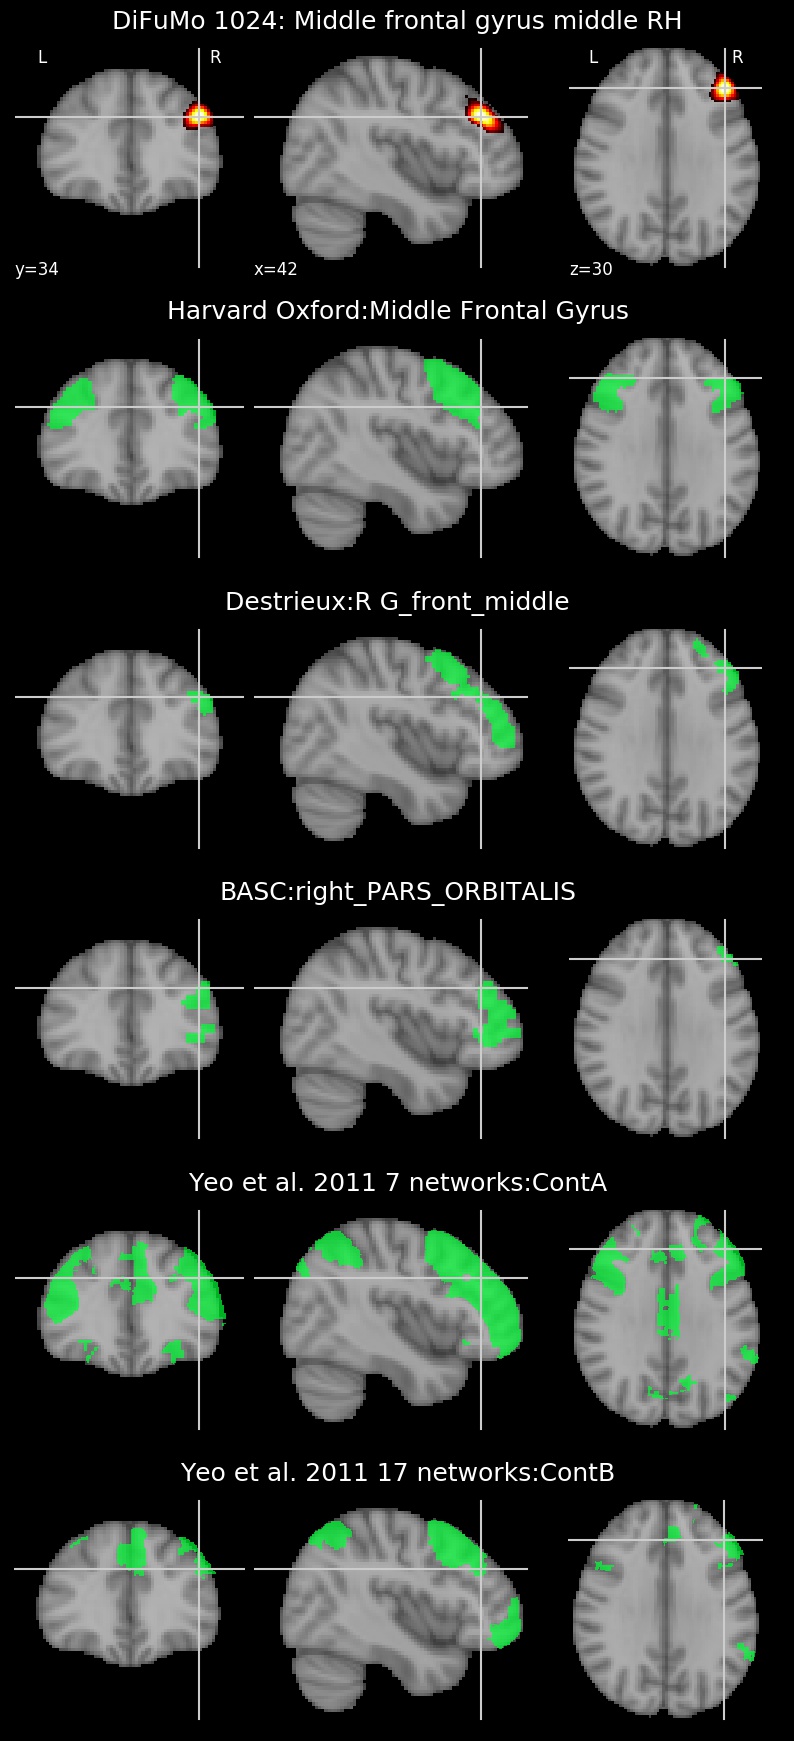 DiFuMo 1024: Middle frontal gyrus middle RH
L R L R
y=34 x=42 z=30
Harvard Oxford:Middle Frontal Gyrus
Destrieux:R G_front_middle
BASC:right_PARS_ORBITALIS
Yeo et al. 2011 7 networks:ContA
Yeo et al. 2011 17 networks:ContB